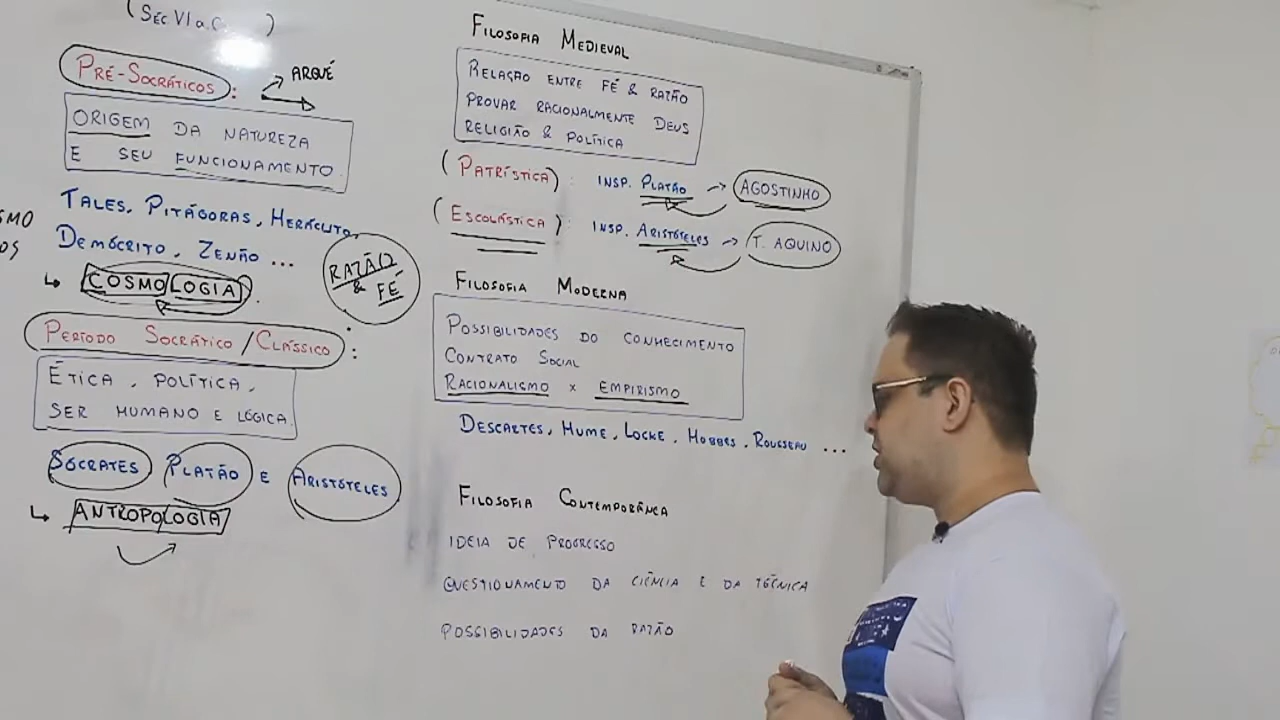 (SÉC VI a.C )
PRÉ-SOCRÁTICOS :
ARQUÉ
ORIGEM DA NATUREZA
E SEU FUNCIONAMENTO.
TALES, PITÁGORAS, HERÁCLITO,
DEMÓCRITO, ZENÃO ...
COSMOLOGIA.
RAZÃO
& FÉ
PERÍODO SOCRÁTICO/CLÁSSICO :
ÉTICA, POLÍTICA,
SER HUMANO E LÓGICA.
SÓCRATES PLATÃO E ARISTÓTELES
ANTROPOLOGIA
FILOSOFIA MEDIEVAL
RELAÇÃO ENTRE FÉ & RAZÃO
PROVAR RACIONALMENTE DEUS
RELIGIÃO & POLÍTICA
(PATRÍSTICA) : INSP. PLATÃO → AGOSTINHO
(ESCOLÁSTICA) : INSP. ARISTÓTELES → T. AQUINO
FILOSOFIA MODERNA
POSSIBILIDADES DO CONHECIMENTO
CONTRATO SOCIAL
RACIONALISMO x EMPIRISMO
DESCARTES, HUME, LOCKE, HOBBES, ROUSSEAU ...
FILOSOFIA CONTEMPORÂNEA
IDEIA DE PROGRESSO
QUESTIONAMENTO DA CIÊNCIA E DA TÉCNICA
POSSIBILIDADES DA RAZÃO